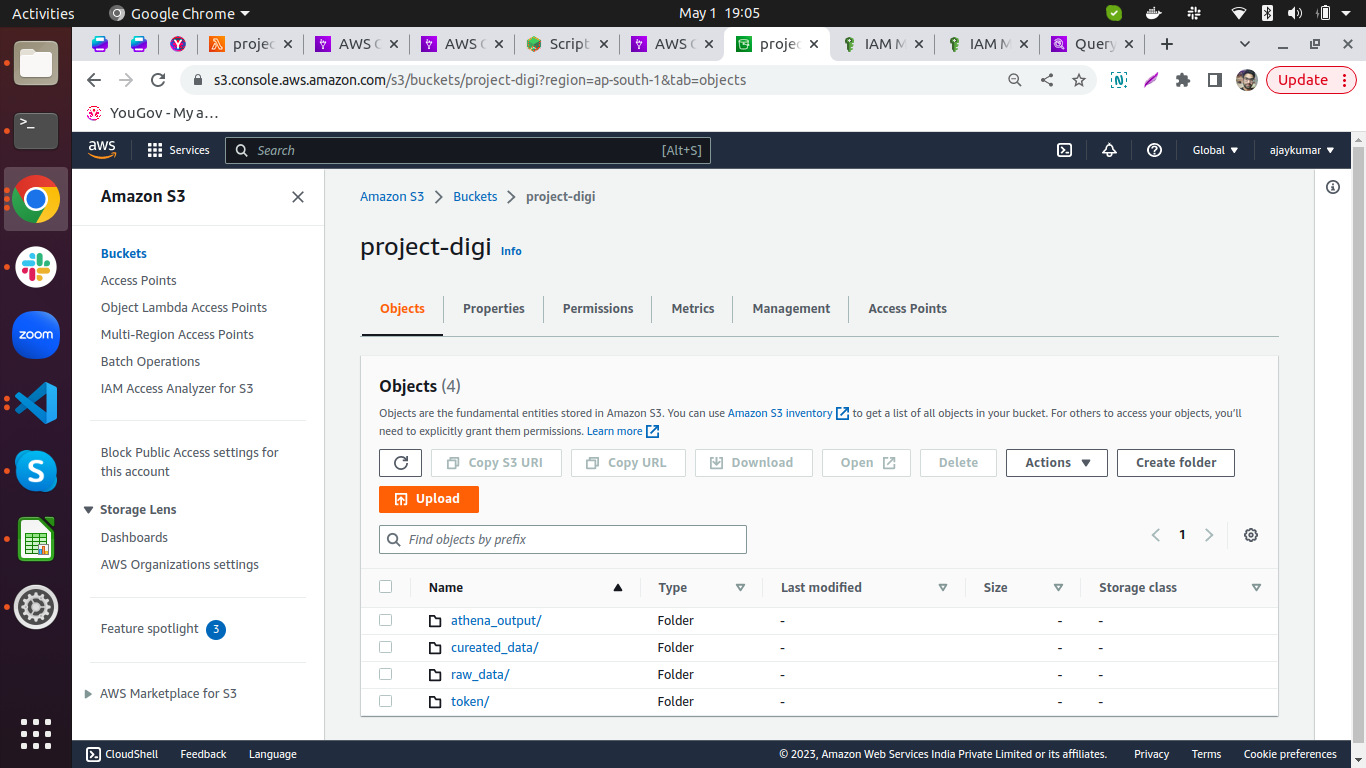 Activities Google Chrome May 1 19:05
projec AWS C AWS C Script AWS C projec IAM M IAM M Query
s3.console.aws.amazon.com/s3/buckets/project-digi?region=ap-south-1&tab=objects Update
YouGov - My a…
aws Services Search [Alt+S] Global ajaykumar
Amazon S3
Buckets
Access Points
Object Lambda Access Points
Multi-Region Access Points
Batch Operations
IAM Access Analyzer for S3
Block Public Access settings for
this account
Storage Lens
Dashboards
AWS Organizations settings
Feature spotlight 3
AWS Marketplace for S3
Amazon S3 Buckets project-digi
project-digi Info
Objects Properties Permissions Metrics Management Access Points
Objects (4)
Objects are the fundamental entities stored in Amazon S3. You can use Amazon S3 inventory to get a list of all objects in your bucket. For others to access your objects, you'll
need to explicitly grant them permissions. Learn more
Copy S3 URI Copy URL Download Open Delete Actions Create folder
Upload
Find objects by prefix 1
Name Type Last modified Size Storage class
athena_output/ Folder - - -
cureated_data/ Folder - - -
raw_data/ Folder - - -
token/ Folder - - -
zoom
CloudShell Feedback Language © 2023, Amazon Web Services India Private Limited or its affiliates. Privacy Terms Cookie preferences